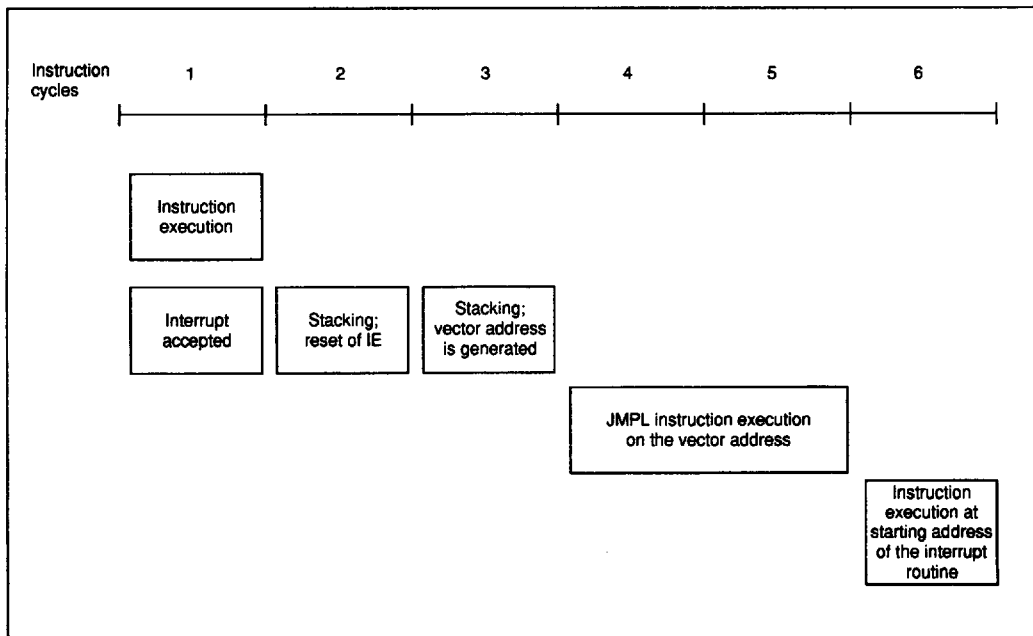 Instruction
cycles
1 2 3 4 5 6
Instruction
execution
Interrupt
accepted
Stacking;
reset of IE
Stacking;
vector address
is generated
JMPL instruction execution
on the vector address
Instruction
execution at
starting address
of the interrupt
routine